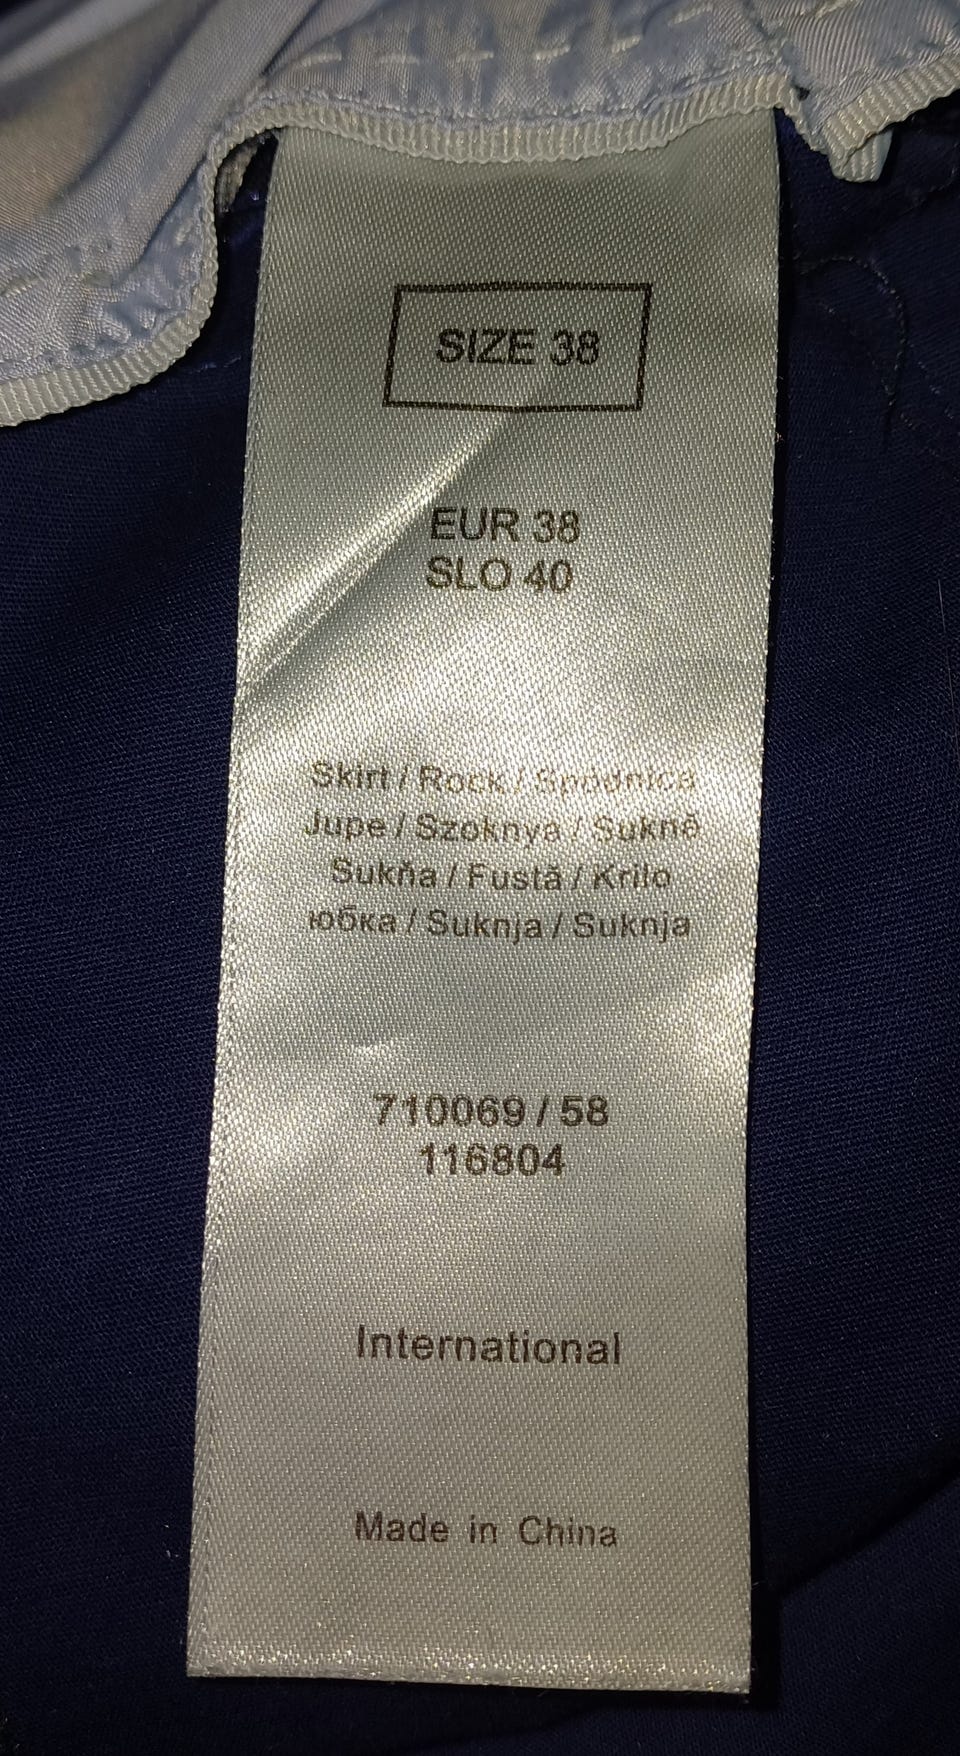 SIZE 38
EUR 38
SLO 40
Skirt / Rock / Spódnica
Jupe / Szoknya / Sukně
Sukňa / Fustă / Krilo
юбка / Suknja / Suknja
710069 / 58
116804
International
Made in China